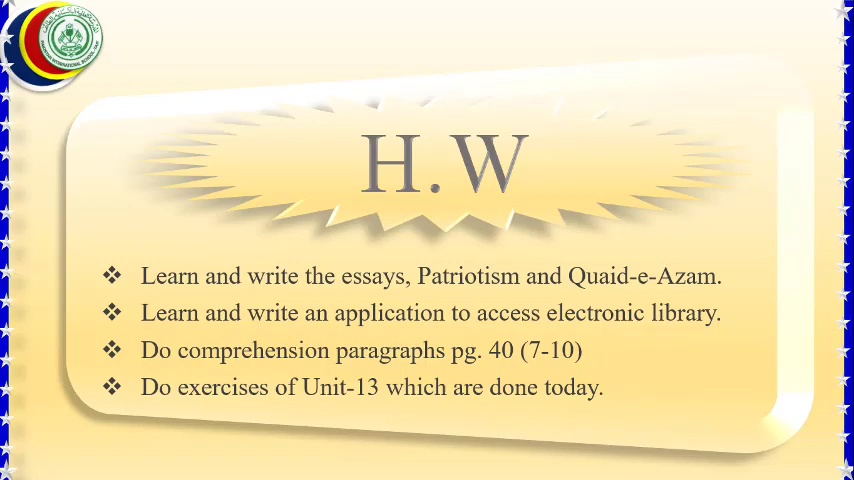 H.W
❖ Learn and write the essays, Patriotism and Quaid-e-Azam.
❖ Learn and write an application to access electronic library.
❖ Do comprehension paragraphs pg. 40 (7-10)
❖ Do exercises of Unit-13 which are done today.